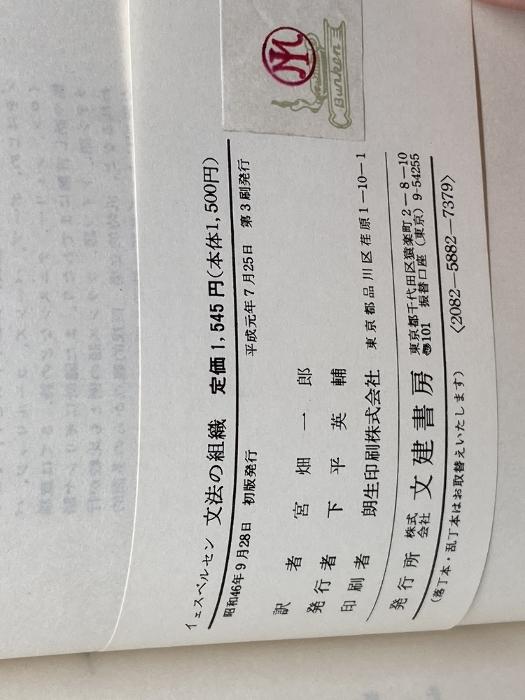 イェスペルセン 文法の組織 定価1,545円(本体1,500円)
昭和46年9月28日 初版発行 平成元年7月25日 第3刷発行
訳者 宮畑一郎
発行者 下平英輔
印刷者 朗生印刷株式会社 東京都品川区荏原1-10-1
発行所 株式会社 文建書房 東京都千代田区猿楽町2-8-10
〠101 振替口座(東京)9-54255
(落丁本・乱丁本はお取替えいたします) 〈2082-5882-7379〉
Bunken